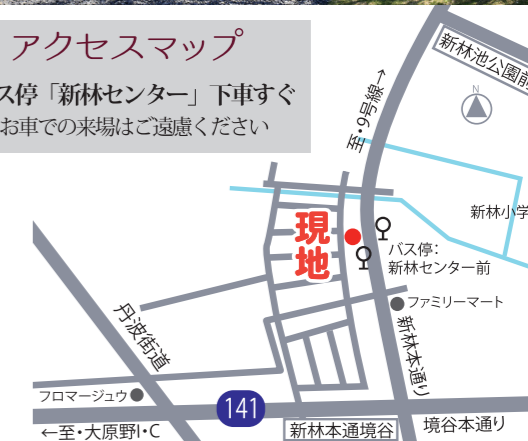 アクセスマップ
ス停「新林センター」下車すぐ
お車での来場はご遠慮ください
新林池公園前
至・9号線→
N
新林小学
現地
バス停:
新林センター前
ファミリーマート
丹波街道
新林本通り
フロマージュウ
141
←至・大原野I・C
新林本通境谷
境谷本通り